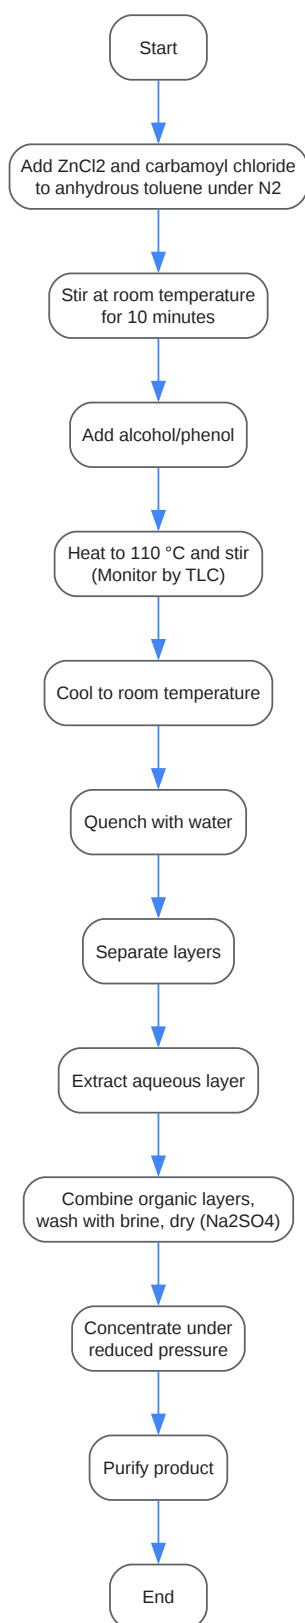 Start
Add ZnCl2 and carbamoyl chloride
to anhydrous toluene under N2
Stir at room temperature
for 10 minutes
Add alcohol/phenol
Heat to 110 °C and stir
(Monitor by TLC)
Cool to room temperature
Quench with water
Separate layers
Extract aqueous layer
Combine organic layers,
wash with brine, dry (Na2SO4)
Concentrate under
reduced pressure
Purify product
End